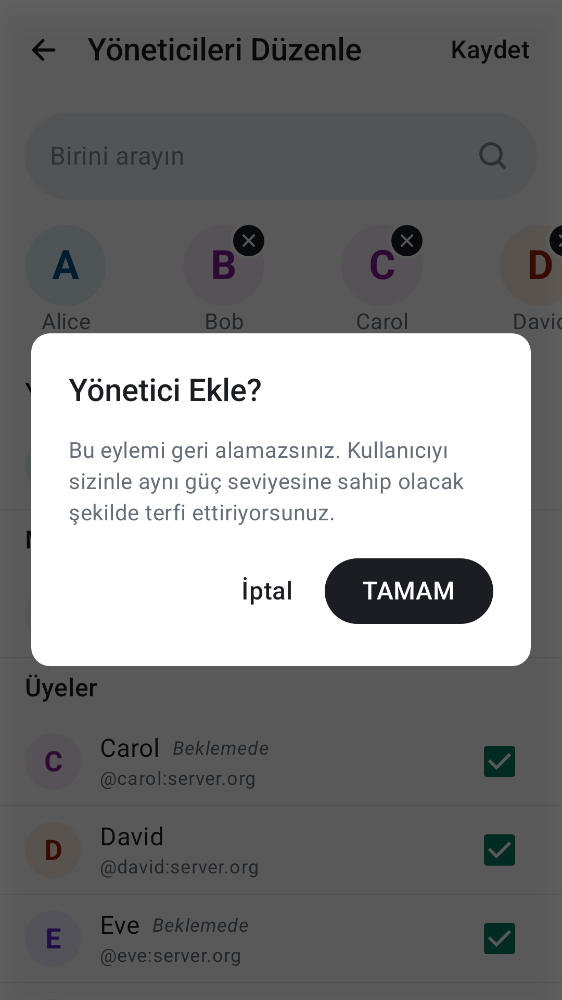 Yöneticileri Düzenle
Kaydet
Birini arayın
A
B
C
D
Alice
Bob
Carol
Yönetici Ekle?
Bu eylemi geri alamazsınız. Kullanıcıyı
sizinle aynı güç seviyesine sahip olacak
şekilde terfi ettiriyorsunuz.
İptal
TAMAM
Üyeler
C
Carol Beklemede
@carol:server.org
D
David
@david:server.org
E
Eve Beklemede
@eve:server.org